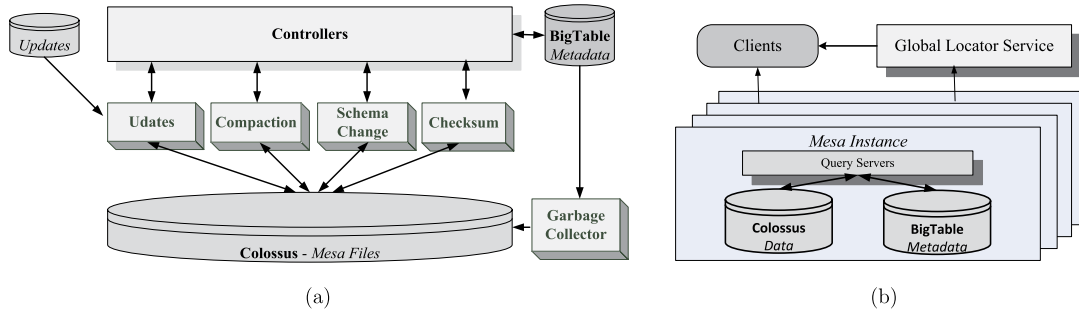 Updates
Controllers
BigTable
Metadata
Udates
Compaction
Schema
Change
Checksum
Garbage
Collector
Colossus - Mesa Files
(a)
Clients
Global Locator Service
Mesa Instance
Query Servers
Colossus
Data
BigTable
Metadata
(b)